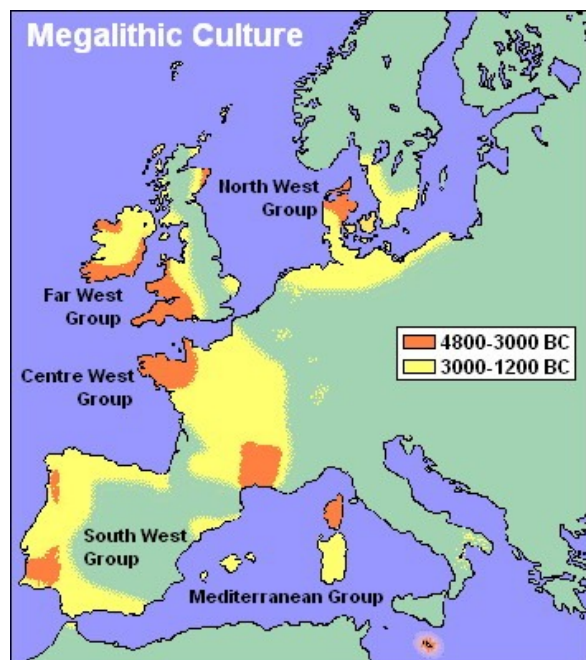 Megalithic Culture
North West
Group
Far West
Group
4800-3000 BC
3000-1200 BC
Centre West
Group
South West
Group
Mediterranean Group